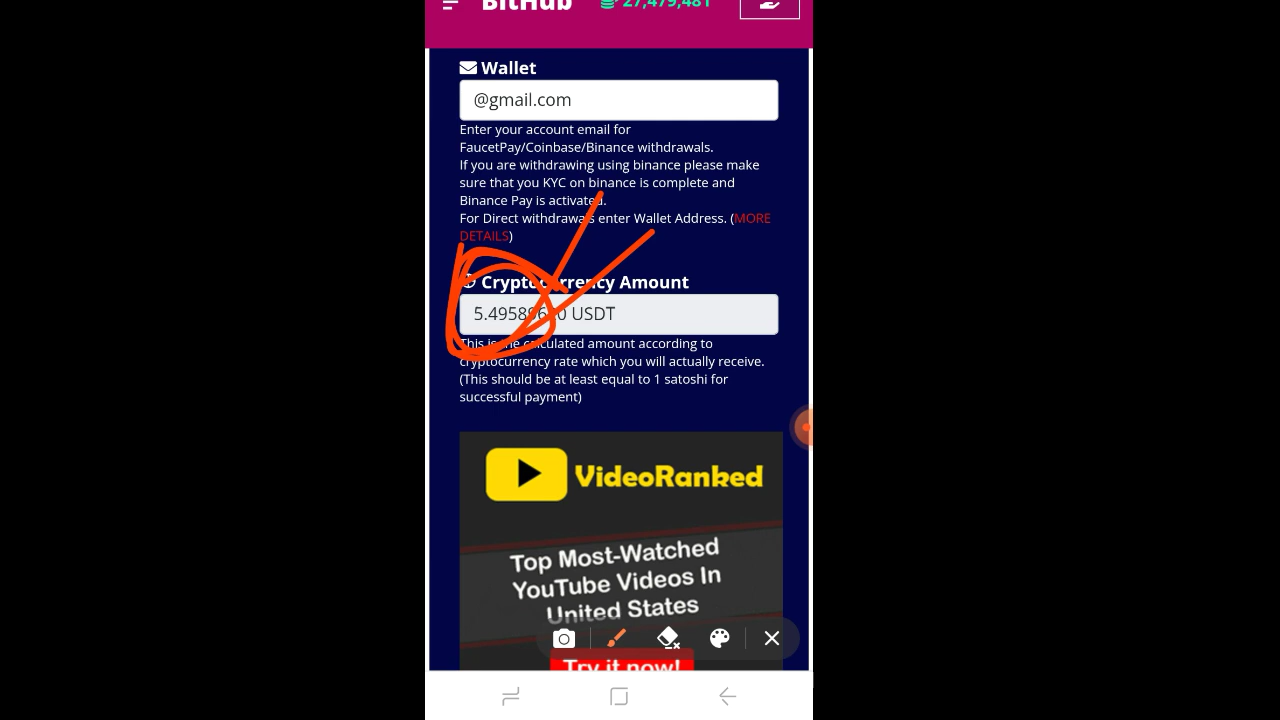 BitHub 27,479,481
Wallet
@gmail.com
Enter your account email for
FaucetPay/Coinbase/Binance withdrawals.
If you are withdrawing using binance please make
sure that you KYC on binance is complete and
Binance Pay is activated.
For Direct withdrawals enter Wallet Address. (MORE
DETAILS)
Cryptocurrency Amount
USDT
This is the calculated amount according to
cryptocurrency rate which you will actually receive.
(This should be at least equal to 1 satoshi for
successful payment)
VideoRanked
Top Most-Watched
YouTube Videos In
United States
Try it now!